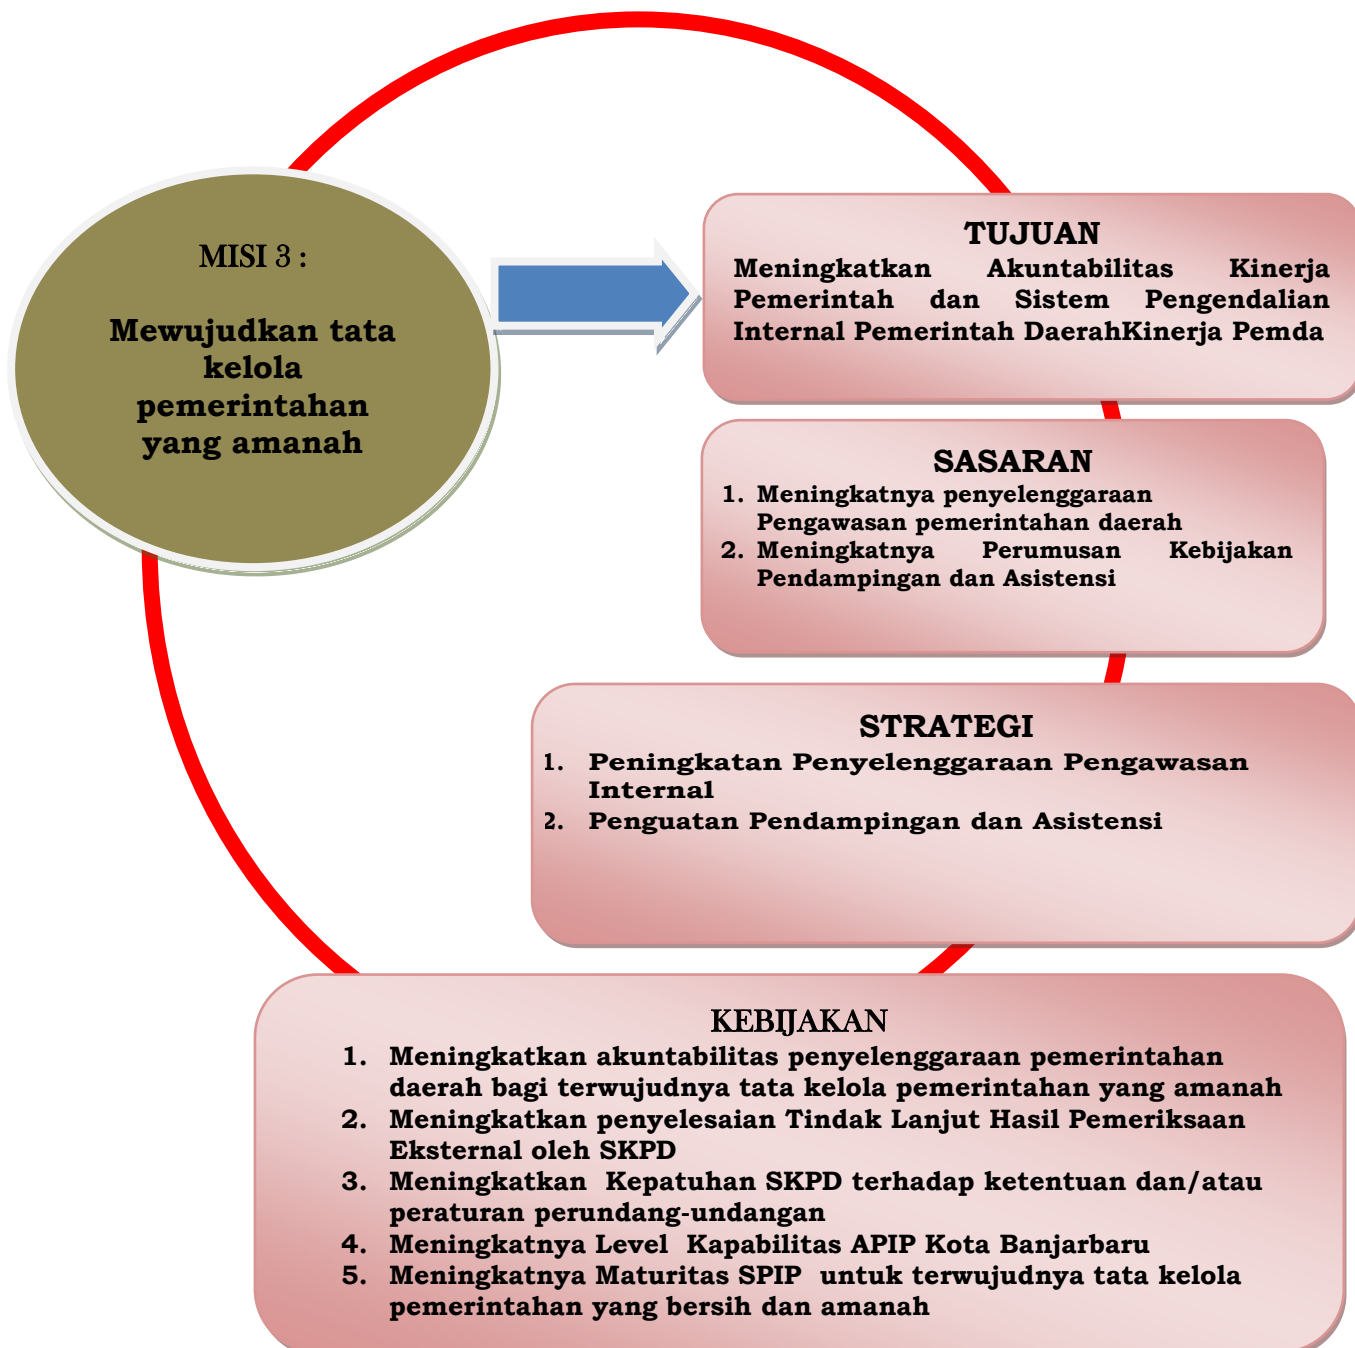 MISI 3 :
Mewujudkan tata
kelola
pemerintahan
yang amanah
TUJUAN
Meningkatkan Akuntabilitas Kinerja
Pemerintah dan Sistem Pengendalian
Internal Pemerintah DaerahKinerja Pemda
SASARAN
1. Meningkatnya penyelenggaraan
Pengawasan pemerintahan daerah
2. Meningkatnya Perumusan Kebijakan
Pendampingan dan Asistensi
STRATEGI
1. Peningkatan Penyelenggaraan Pengawasan
Internal
2. Penguatan Pendampingan dan Asistensi
KEBIJAKAN
1. Meningkatkan akuntabilitas penyelenggaraan pemerintahan
daerah bagi terwujudnya tata kelola pemerintahan yang amanah
2. Meningkatkan penyelesaian Tindak Lanjut Hasil Pemeriksaan
Eksternal oleh SKPD
3. Meningkatkan Kepatuhan SKPD terhadap ketentuan dan/atau
peraturan perundang-undangan
4. Meningkatnya Level Kapabilitas APIP Kota Banjarbaru
5. Meningkatnya Maturitas SPIP untuk terwujudnya tata kelola
pemerintahan yang bersih dan amanah